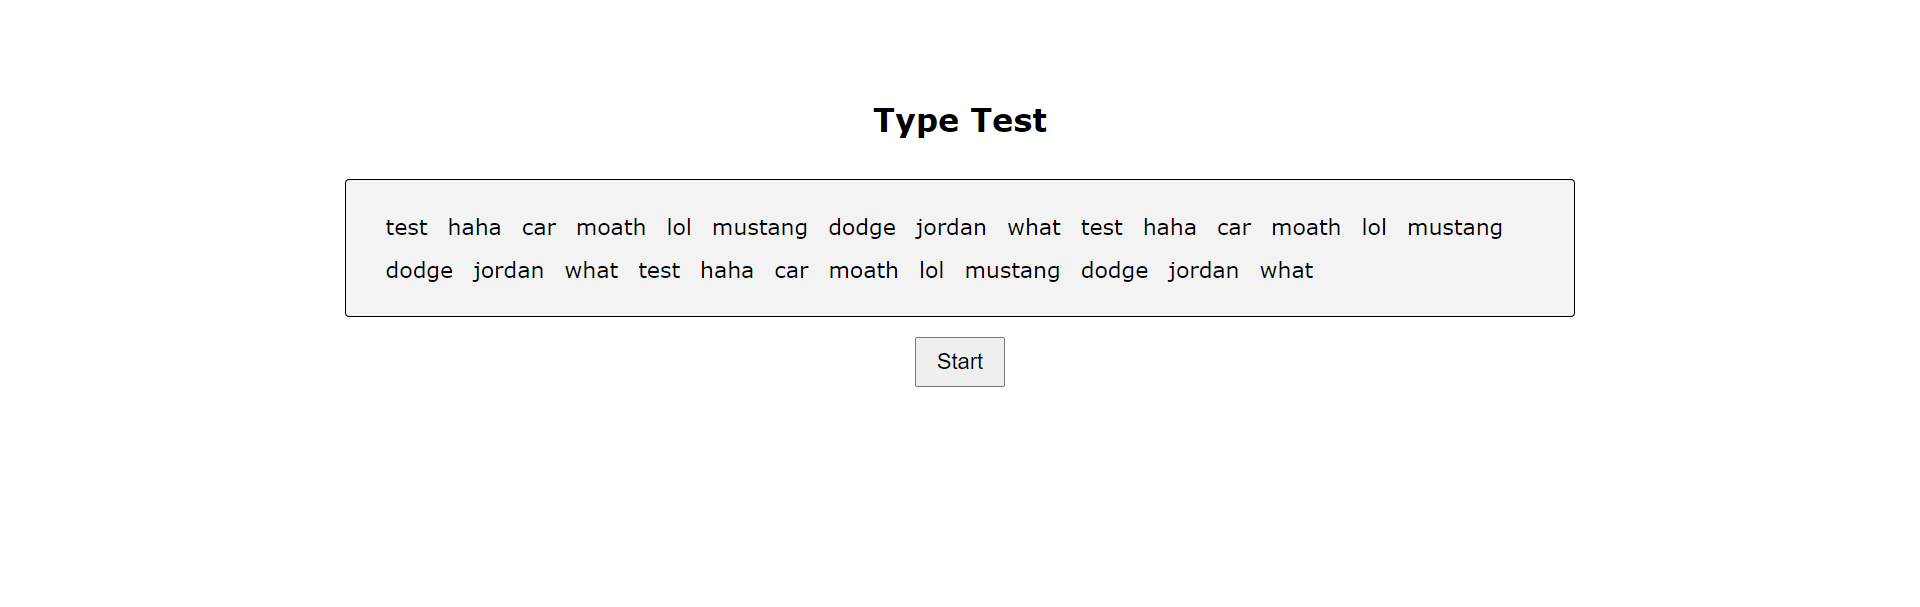 Type Test
test haha car moath lol mustang dodge jordan what test haha car moath lol mustang
dodge jordan what test haha car moath lol mustang dodge jordan what
Start